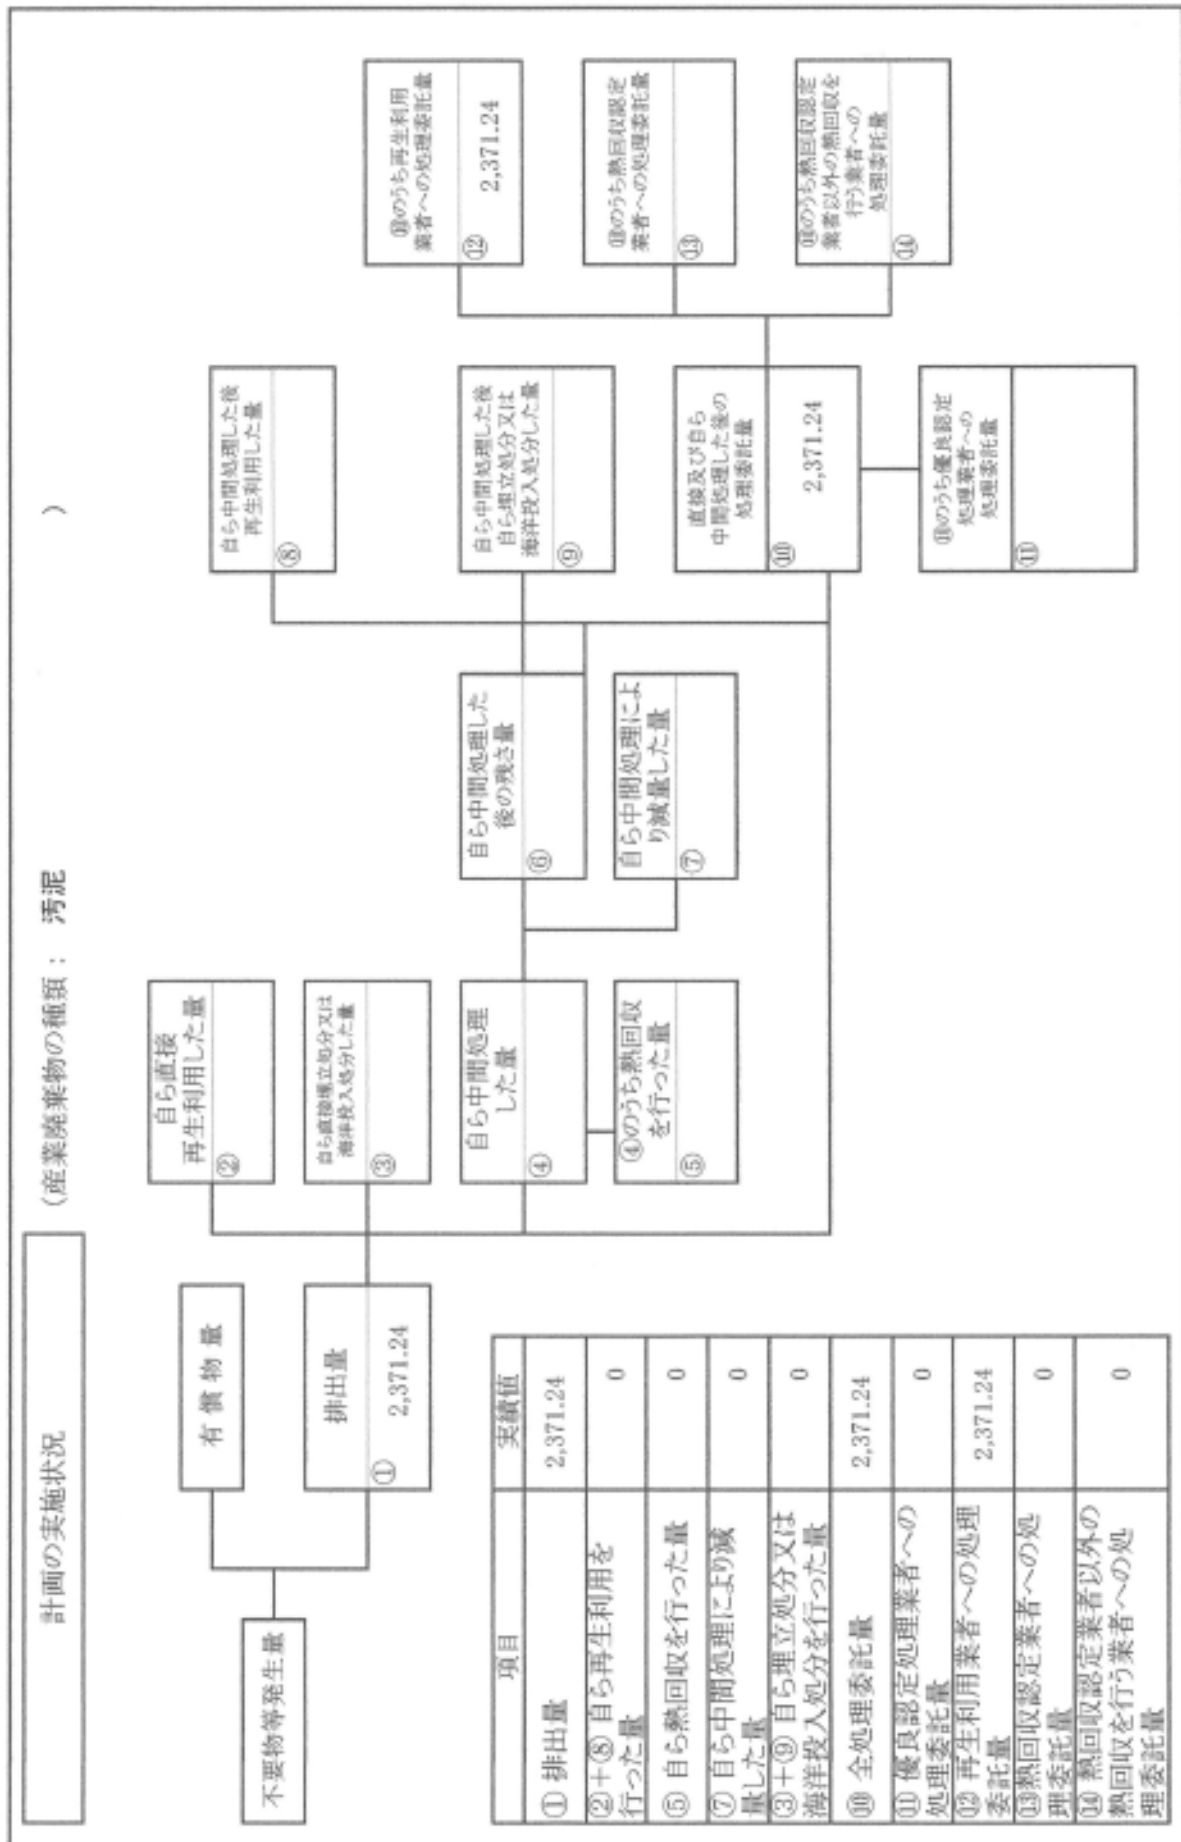 計画の実施状況
(産業廃棄物の種類： 汚泥 )
不要物等発生量
有償物量
排出量
①
2,371.24
自ら直接
再生利用した量
②
自ら直接埋立処分又は
海洋投入処分した量
③
自ら中間処理
した量
④
④のうち熱回収
を行った量
⑤
自ら中間処理した
後の残さ量
⑥
自ら中間処理によ
り減量した量
⑦
自ら中間処理した後
再生利用した量
⑧
自ら中間処理した後
自ら埋立処分又は
海洋投入処分した量
⑨
直接及び自ら
中間処理した後の
処理委託量
⑩
2,371.24
⑩のうち優良認定
処理業者への
処理委託量
⑪
⑩のうち再生利用
業者への処理委託量
⑫
2,371.24
⑩のうち熱回収認定
業者への処理委託量
⑬
⑩のうち熱回収認定
業者以外の熱回収を
行う業者への
処理委託量
⑭
項目 実績値
① 排出量 2,371.24
②＋⑧ 自ら再生利用を
行った量 0
⑤ 自ら熱回収を行った量 0
⑦ 自ら中間処理により減
量した量 0
③＋⑨ 自ら埋立処分又は
海洋投入処分を行った量 0
⑩ 全処理委託量 2,371.24
⑪ 優良認定処理業者への
処理委託量 0
⑫ 再生利用業者への処理
委託量 2,371.24
⑬熱回収認定業者への処
理委託量 0
⑭ 熱回収認定業者以外の
熱回収を行う業者への処
理委託量 0